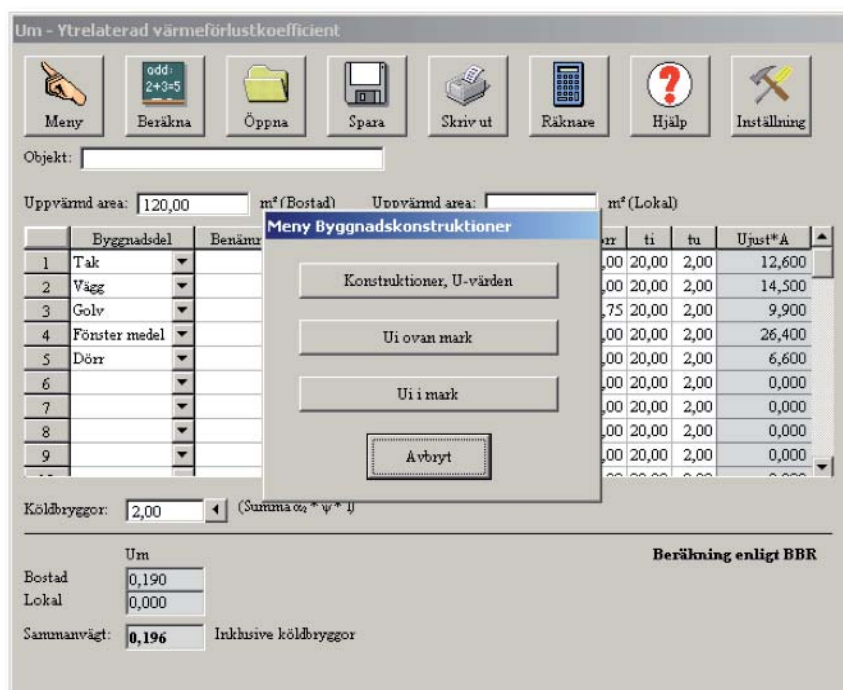 Um - Ytrelaterad värmeförlustkoefficient
add:
2+3=5
Meny Beräkna Öppna Spara Skriv ut Räknare Hjälp Inställning
Objekt:
Uppvärmd area: 120,00 m² (Bostad) Uppvärmd area: m² (Lokal)
Meny Byggnadskonstruktioner
Byggnadsdel ti tu Ujust*A
1 Tak ,00 20,00 2,00 12,600
2 Vägg ,00 20,00 2,00 14,500
3 Golv ,75 20,00 2,00 9,900
4 Fönster medel ,00 20,00 2,00 26,400
5 Dörr ,00 20,00 2,00 6,600
6 ,00 20,00 2,00 0,000
7 ,00 20,00 2,00 0,000
8 ,00 20,00 2,00 0,000
9 ,00 20,00 2,00 0,000
Konstruktioner, U-värden
Ui ovan mark
Ui i mark
Avbryt
Köldbryggor: 2,00 (Summa α₂ * ψ * l)
Um
Beräkning enligt BBR
Bostad 0,190
Lokal 0,000
Sammanvägt: 0,196 Inklusive köldbryggor